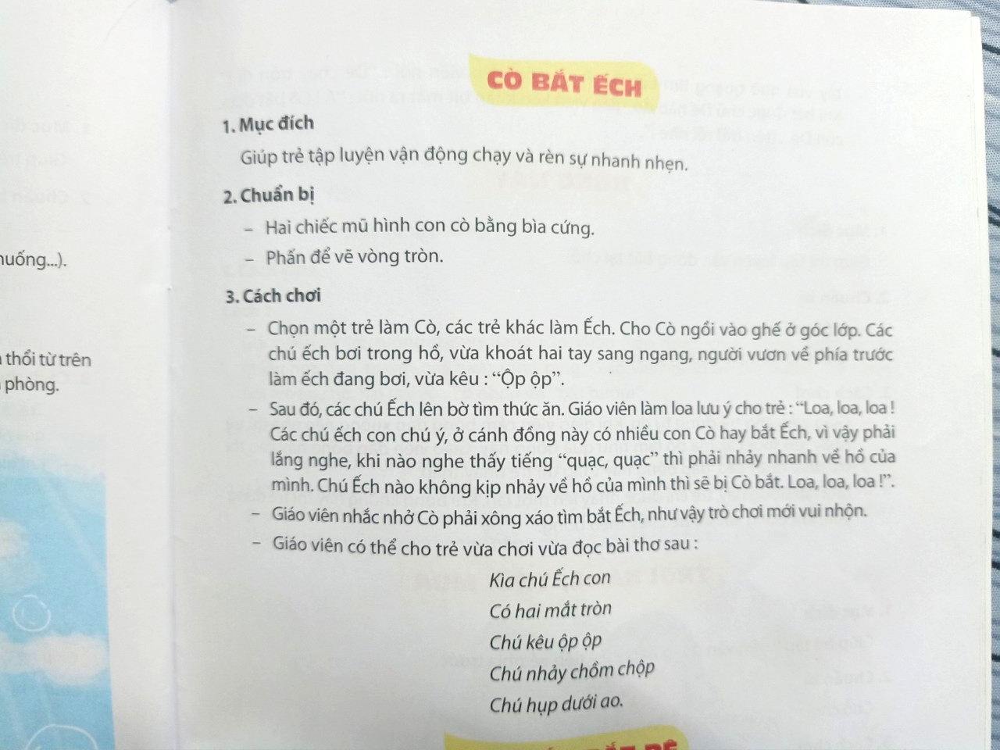 huống...).
thổi từ trên
phòng.
CÒ BẮT ẾCH
1. Mục đích
Giúp trẻ tập luyện vận động chạy và rèn sự nhanh nhẹn.
2. Chuẩn bị
– Hai chiếc mũ hình con cò bằng bìa cứng.
– Phấn để vẽ vòng tròn.
3. Cách chơi
– Chọn một trẻ làm Cò, các trẻ khác làm Ếch. Cho Cò ngồi vào ghế ở góc lớp. Các
chú ếch bơi trong hồ, vừa khoát hai tay sang ngang, người vươn về phía trước
làm ếch đang bơi, vừa kêu : “Ộp ộp”.
– Sau đó, các chú Ếch lên bờ tìm thức ăn. Giáo viên làm loa lưu ý cho trẻ : “Loa, loa, loa !
Các chú ếch con chú ý, ở cánh đồng này có nhiều con Cò hay bắt Ếch, vì vậy phải
lắng nghe, khi nào nghe thấy tiếng “quạc, quạc” thì phải nhảy nhanh về hồ của
mình. Chú Ếch nào không kịp nhảy về hồ của mình thì sẽ bị Cò bắt. Loa, loa, loa !”.
– Giáo viên nhắc nhở Cò phải xông xáo tìm bắt Ếch, như vậy trò chơi mới vui nhộn.
– Giáo viên có thể cho trẻ vừa chơi vừa đọc bài thơ sau :
Kìa chú Ếch con
Có hai mắt tròn
Chú kêu ộp ộp
Chú nhảy chồm chộp
Chú hụp dưới ao.